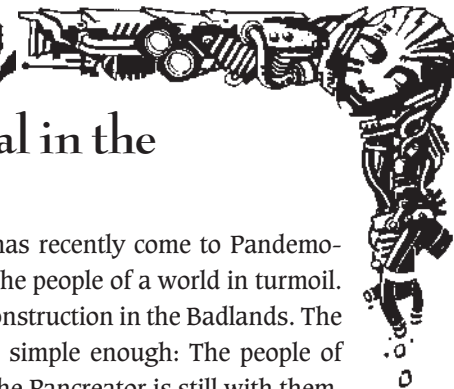 al in the
has recently come to Pandemo-
he people of a world in turmoil.
onstruction in the Badlands. The
simple enough: The people of
he Pancreator is still with them